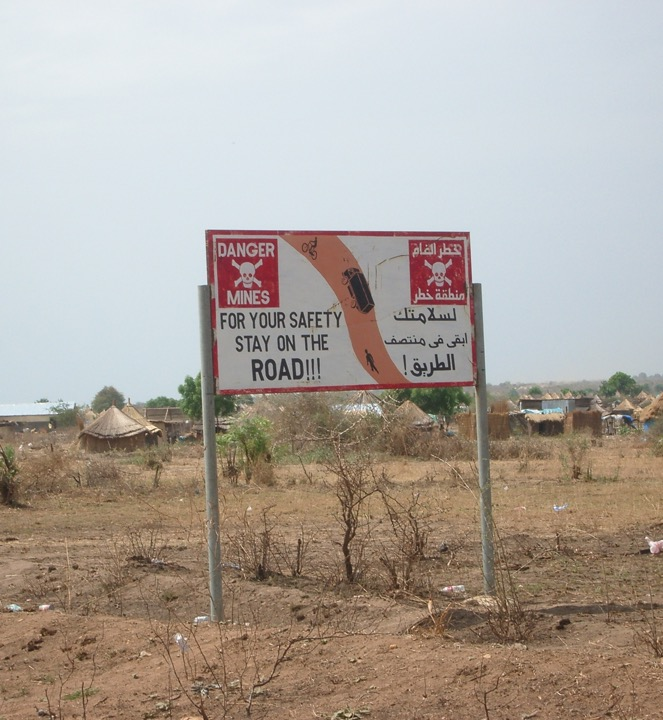 DANGER
MINES
FOR YOUR SAFETY
STAY ON THE
ROAD!!!
خطر الغام
منطقة خطر
لسلامتك
ابقى فى منتصف
الطريق!